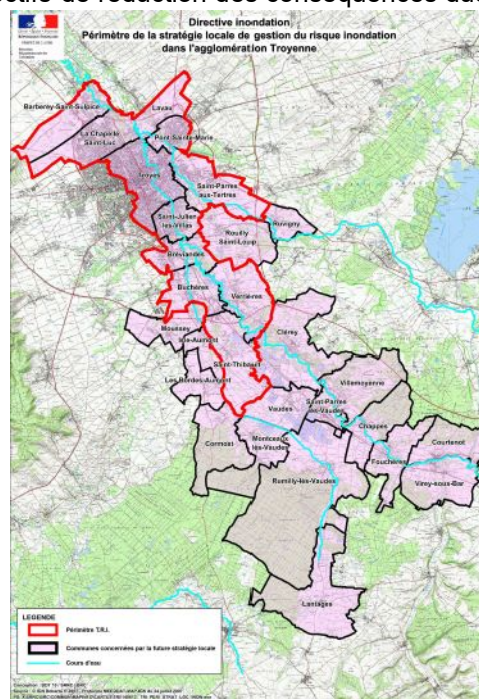 Directive inondation
Périmètre de la stratégie locale de gestion du risque inondation
dans l'agglomération Troyenne
Barberey-Saint-Sulpice
Lavau
La Chapelle
Saint-Luc
Pont-Sainte-Marie
Troyes
Saint-Parres
aux-Tertres
Saint-Julien
les-Villas
Ruvigny
Rouilly
Saint-Loup
Bréviandes
Buchères
Verrières
Moussey
Isle-Aumont
Clérey
Saint-Thibault
Les Bordes-Aumont
Villemoyenne
Vaudes
Saint-Parres
les-Vaudes
Chappes
Cormost
Montceaux
les-Vaudes
Courtenot
Fouchères
Rumilly-les-Vaudes
Virey-sous-Bar
Lantages
LEGENDE
Périmètre T.R.I.
Communes concernées par la future stratégie locale
Cours d'eau